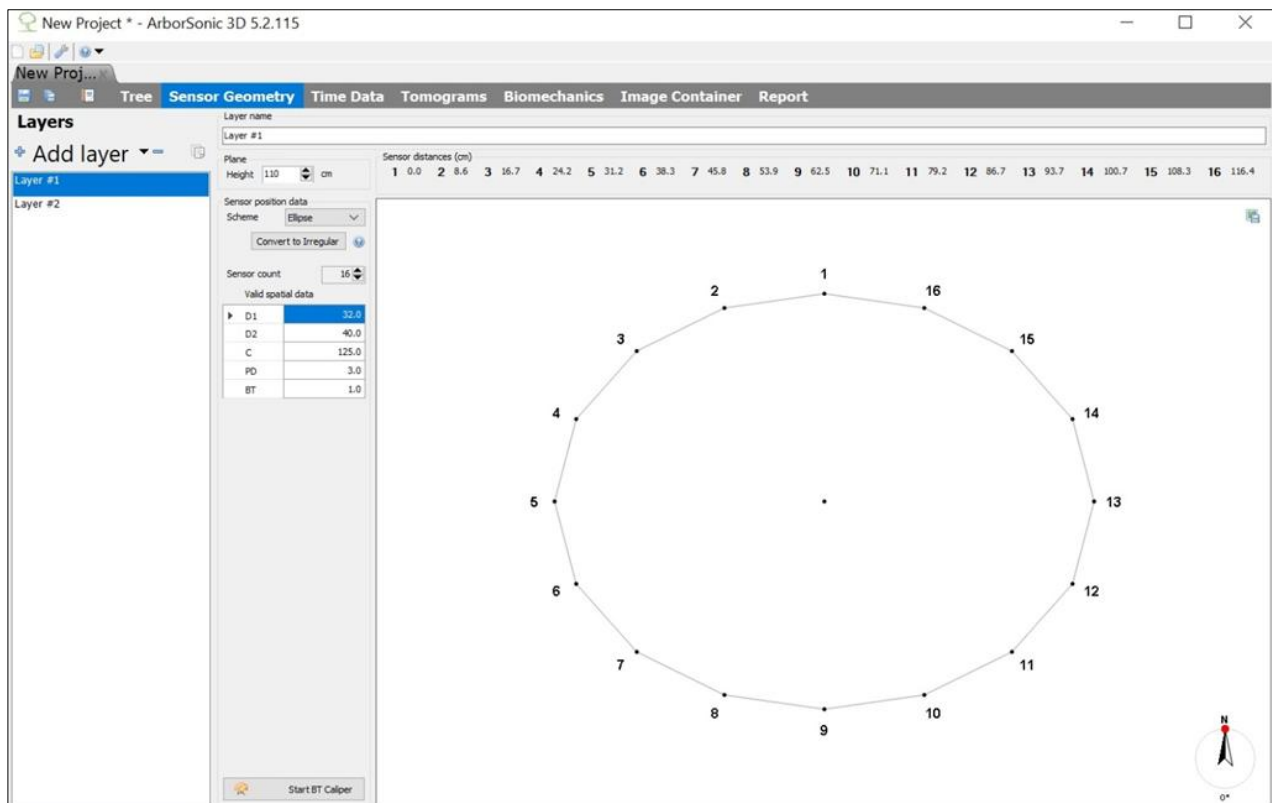 New Project * - ArborSonic 3D 5.2.115
New Proj...
Tree Sensor Geometry Time Data Tomograms Biomechanics Image Container Report
Layers
Add layer
Layer #1
Layer #2
Layer name
Layer #1
Plane
Height 110 cm
Sensor distances (cm)
1 0.0 2 8.6 3 16.7 4 24.2 5 31.2 6 38.3 7 45.8 8 53.9 9 62.5 10 71.1 11 79.2 12 86.7 13 93.7 14 100.7 15 108.3 16 116.4
Sensor position data
Scheme Ellipse
Convert to Irregular
Sensor count 16
Valid spatial data
D1 32.0
D2 40.0
C 125.0
PD 3.0
BT 1.0
Start BT Caliper
1
2 16
3 15
4 14
5 13
6 12
7 11
8 10
9
N
0°